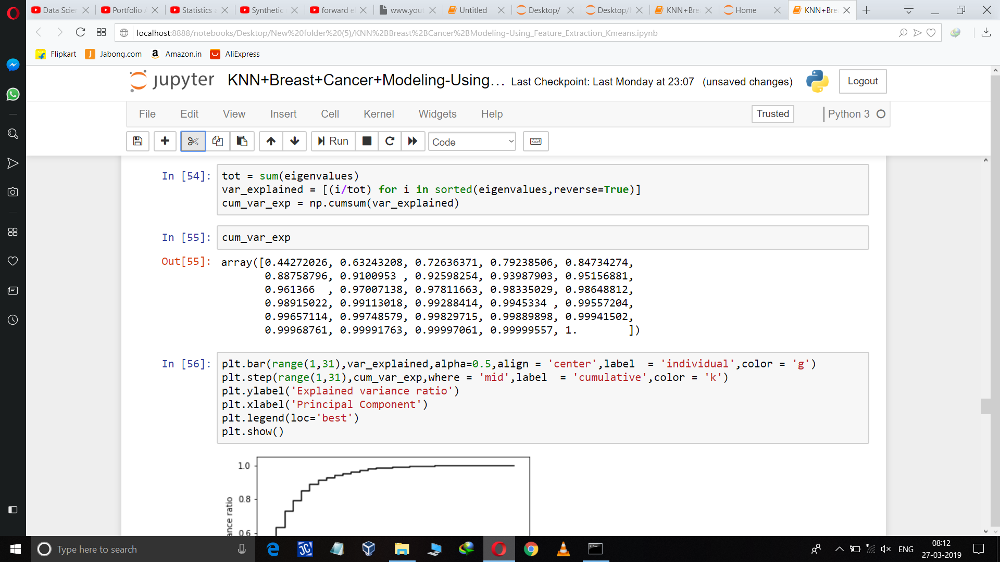 Data Scien
Portfolio A
Statistics a
Synthetic
forward e
www.yout
Untitled
Desktop/
Desktop/
KNN+Bre
Home
KNN+Bre
localhost:8888/notebooks/Desktop/New%20folder%20(5)/KNN%2BBreast%2BCancer%2BModeling-Using_Feature_Extraction_Kmeans.ipynb
Flipkart
Jabong.com
Amazon.in
AliExpress
jupyter KNN+Breast+Cancer+Modeling-Using... Last Checkpoint: Last Monday at 23:07 (unsaved changes)
Logout
File Edit View Insert Cell Kernel Widgets Help
Trusted
Python 3
Run
Code
In [54]: tot = sum(eigenvalues)
var_explained = [(i/tot) for i in sorted(eigenvalues,reverse=True)]
cum_var_exp = np.cumsum(var_explained)
In [55]: cum_var_exp
Out[55]: array([0.44272026, 0.63243208, 0.72636371, 0.79238506, 0.84734274,
0.88758796, 0.9100953 , 0.92598254, 0.93987903, 0.95156881,
0.961366  , 0.97007138, 0.97811663, 0.98335029, 0.98648812,
0.98915022, 0.99113018, 0.99288414, 0.9945334 , 0.99557204,
0.99657114, 0.99748579, 0.99829715, 0.99889898, 0.99941502,
0.99968761, 0.99991763, 0.99997061, 0.99999557, 1.        ])
In [56]: plt.bar(range(1,31),var_explained,alpha=0.5,align = 'center',label  = 'individual',color = 'g')
plt.step(range(1,31),cum_var_exp,where = 'mid',label  = 'cumulative',color = 'k')
plt.ylabel('Explained variance ratio')
plt.xlabel('Principal Component')
plt.legend(loc='best')
plt.show()
1.0
0.8
0.6
ance ratio
Type here to search
ENG
08:12
27-03-2019